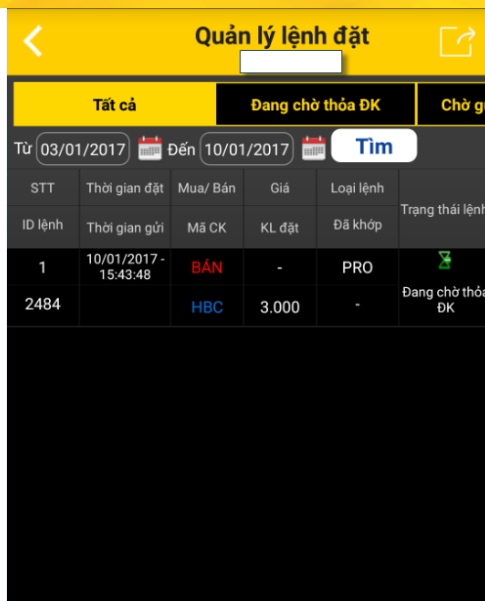 Quản lý lệnh đặt
Tất cả Đang chờ thỏa ĐK Chờ gử
Từ 03/01/2017 Đến 10/01/2017 Tìm
STT Thời gian đặt Mua/ Bán Giá Loại lệnh
Trạng thái lệnh
ID lệnh Thời gian gửi Mã CK KL đặt Đã khớp
1 10/01/2017 - BÁN - PRO
15:43:48
2484 HBC 3.000 - Đang chờ thỏa
ĐK